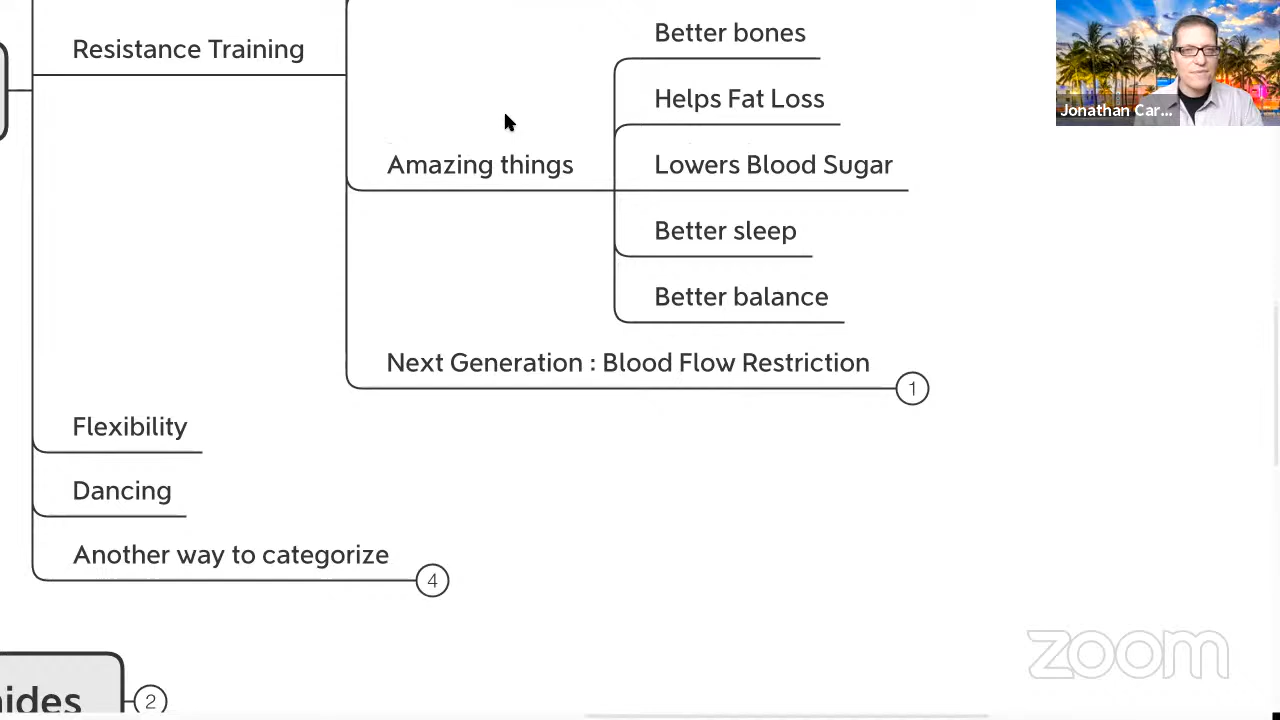 Resistance Training
Better bones
Helps Fat Loss
Amazing things
Lowers Blood Sugar
Better sleep
Better balance
Next Generation : Blood Flow Restriction
1
Flexibility
Dancing
Another way to categorize
4
2
Jonathan Car...
zoom